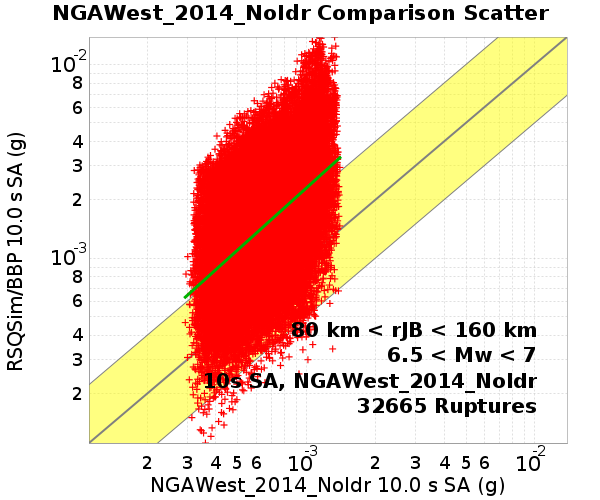 NGAWest_2014_NoIdr Comparison Scatter
10-2
8
6
4
3
2
10-3
8
6
4
3
2
RSQSim/BBP 10.0 s SA (g)
80 km < rJB < 160 km
6.5 < Mw < 7
10s SA, NGAWest_2014_NoIdr
32665 Ruptures
2 3 4 5 6 10-3 2 3 4 5 6 10-2
NGAWest_2014_NoIdr 10.0 s SA (g)